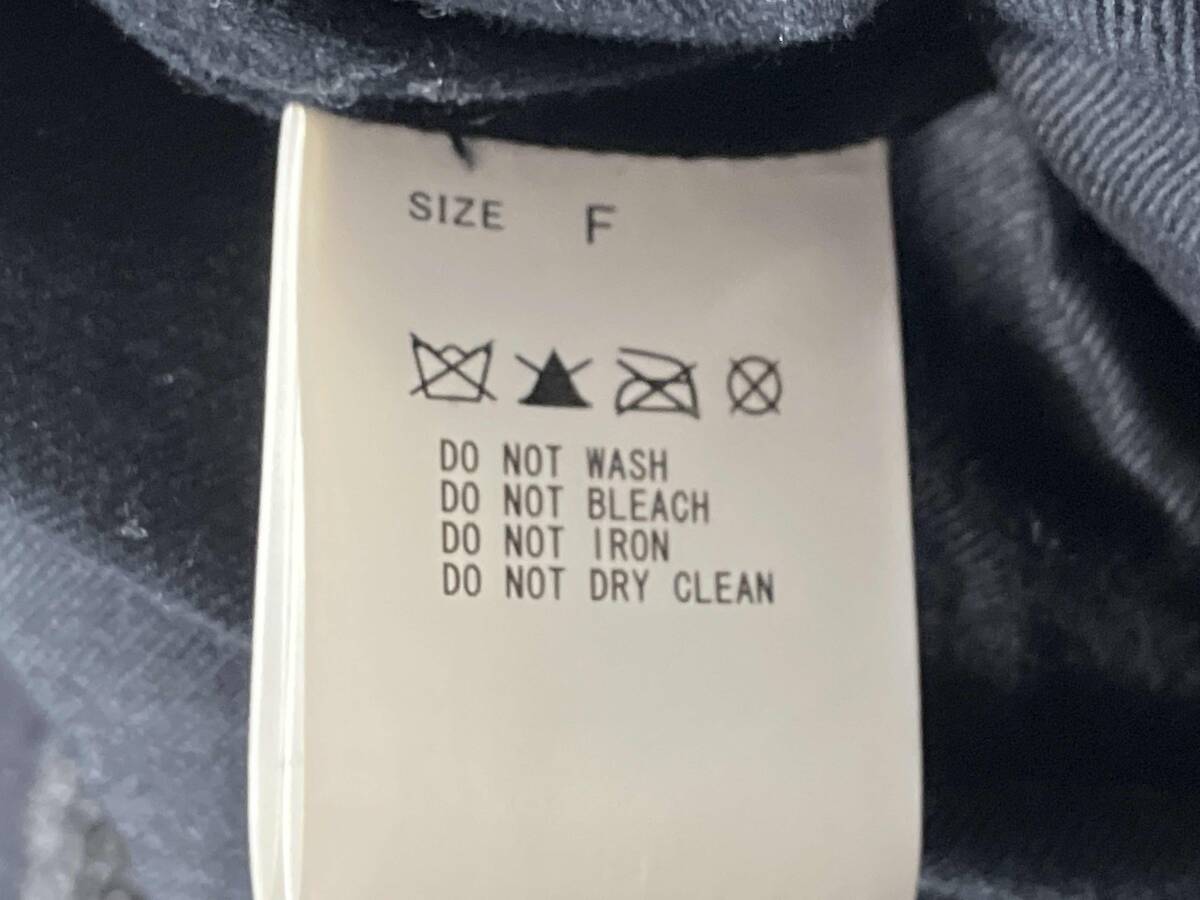 SIZE F
DO NOT WASH
DO NOT BLEACH
DO NOT IRON
DO NOT DRY CLEAN